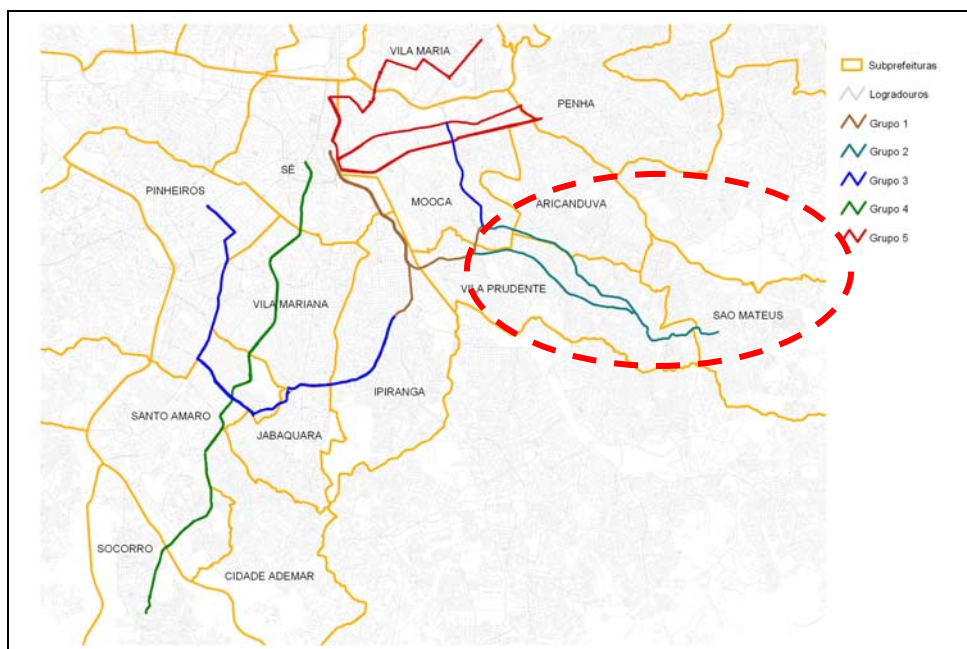 VILA MARIA
PENHA
SÉ
PINHEIROS
MOOCA
ARICANDUVA
VILA PRUDENTE
VILA MARIANA
SAO MATEUS
IPIRANGA
SANTO AMARO
JABAQUARA
SOCORRO
CIDADE ADEMAR
Subprefeituras
Logradouros
Grupo 1
Grupo 2
Grupo 3
Grupo 4
Grupo 5